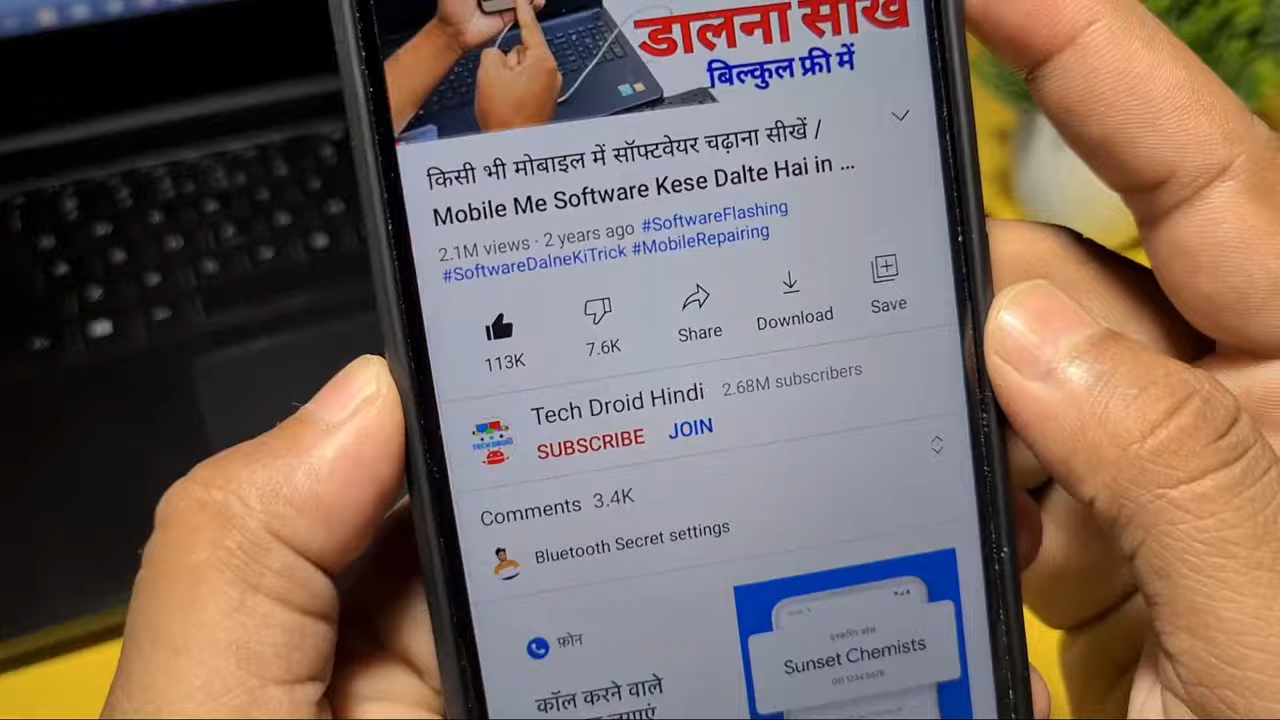 डालना सीखें
बिल्कुल फ्री में
किसी भी मोबाइल में सॉफ्टवेयर चढ़ाना सीखें /
Mobile Me Software Kese Dalte Hai in ...
2.1M views · 2 years ago #SoftwareFlashing
#SoftwareDalneKiTrick #MobileRepairing
113K
7.6K
Share
Download
Save
Tech Droid Hindi 2.68M subscribers
TECH DROID
SUBSCRIBE JOIN
Comments 3.4K
Bluetooth Secret settings
फ़ोन
Sunset Chemists
कॉल करने वाले